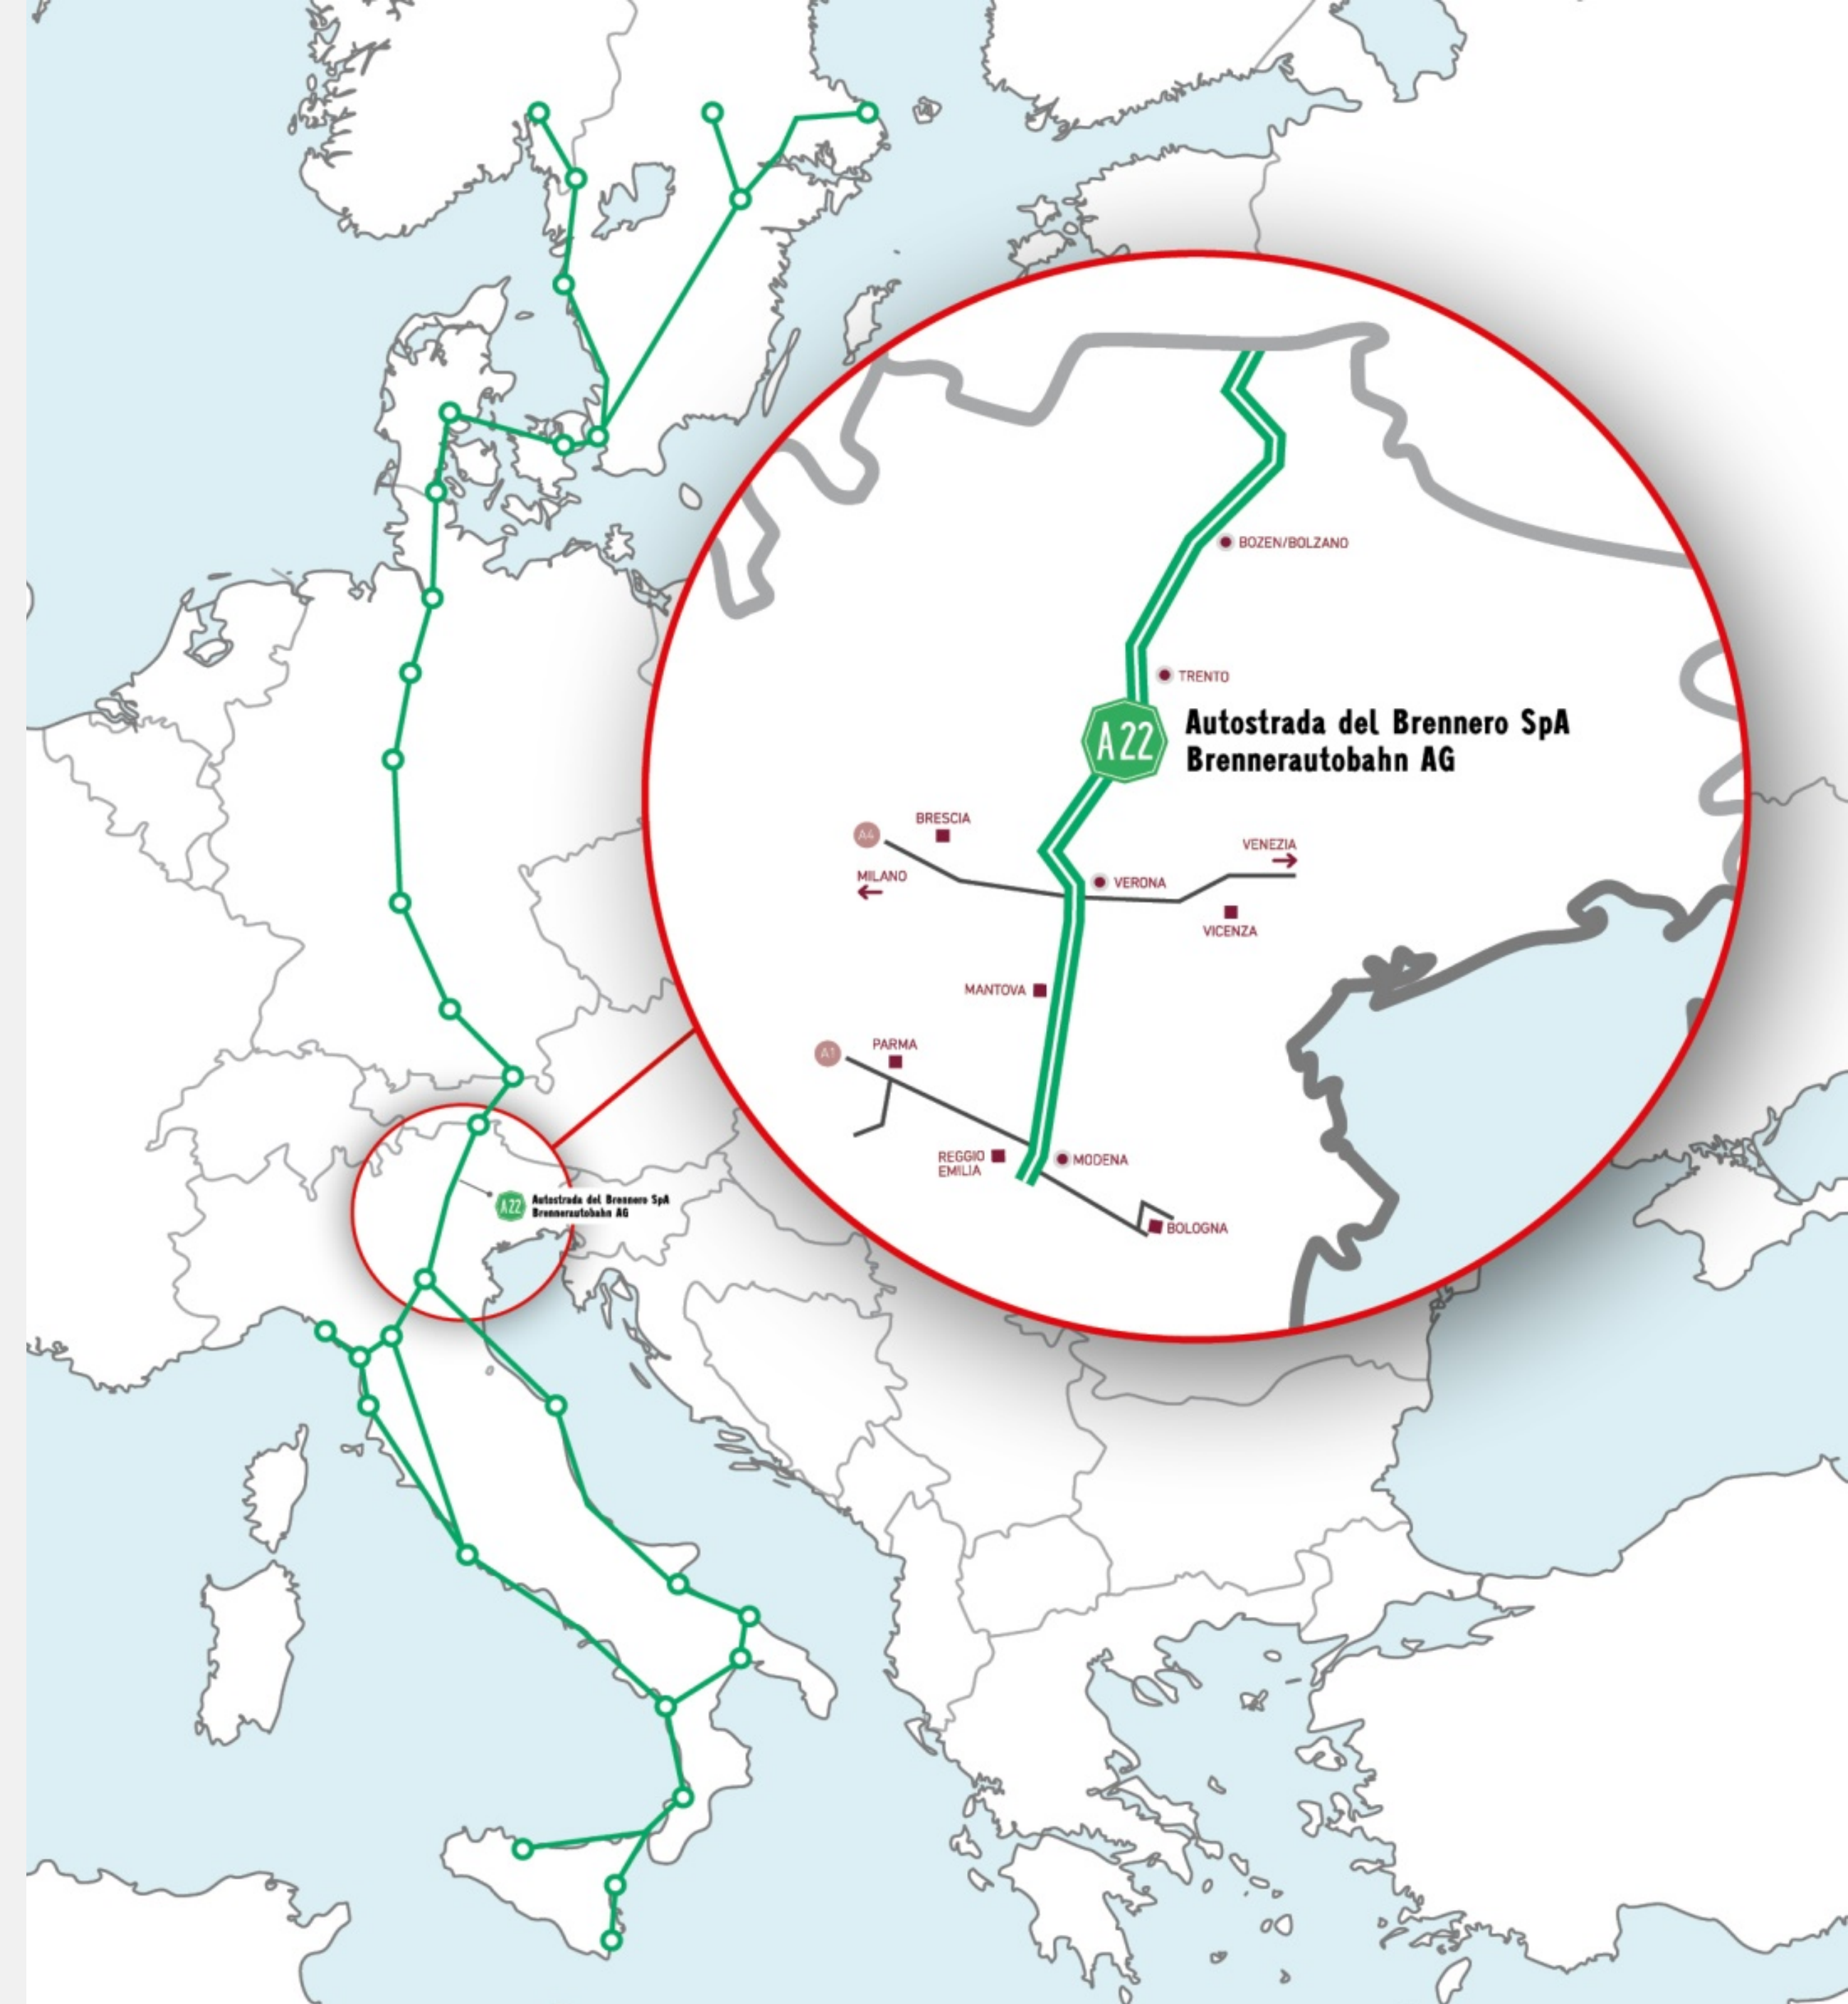 BOZEN/BOLZANO
TRENTO
A22
Autostrada del Brennero SpA
Brennerautobahn AG
BRESCIA
A4
VENEZIA
MILANO
VERONA
VICENZA
MANTOVA
PARMA
A1
REGGIO
EMILIA
MODENA
BOLOGNA
A22
Autostrada del Brennero SpA
Brennerautobahn AG